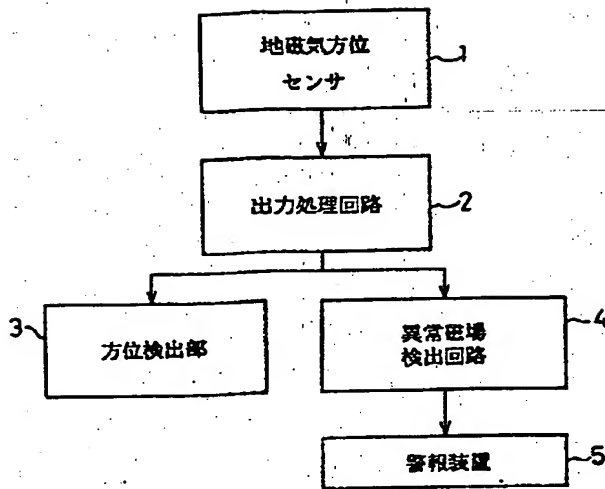 地磁気方位
センサ
1
出力処理回路
2
3
方位検出部
異常磁場
検出回路
4
警報装置
5